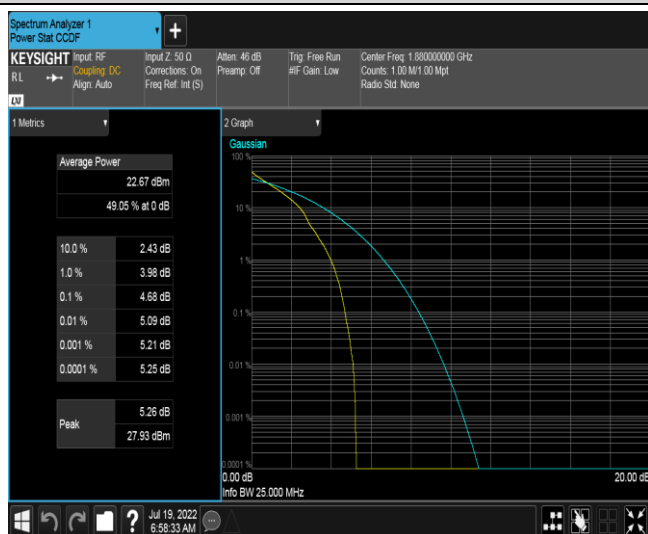 Spectrum Analyzer 1
Power Stat CCDF
KEYSIGHT
RL
LXI
Input: RF
Coupling: DC
Align: Auto
Input Z: 50 Ω
Corrections: On
Freq Ref: Int (S)
Atten: 46 dB
Preamp: Off
Trig: Free Run
#IF Gain: Low
Center Freq: 1.880000000 GHz
Counts: 1.00 M/1.00 Mpt
Radio Std: None
1 Metrics
Average Power
22.67 dBm
49.05 % at 0 dB
10.0 % 2.43 dB
1.0 % 3.98 dB
0.1 % 4.68 dB
0.01 % 5.09 dB
0.001 % 5.21 dB
0.0001 % 5.25 dB
Peak
5.26 dB
27.93 dBm
2 Graph
Gaussian
100 %
10 %
1 %
0.1 %
0.01 %
0.001 %
0.0001 %
0.00 dB
20.00 dB
Info BW 25.000 MHz
?
Jul 19, 2022
6:58:33 AM